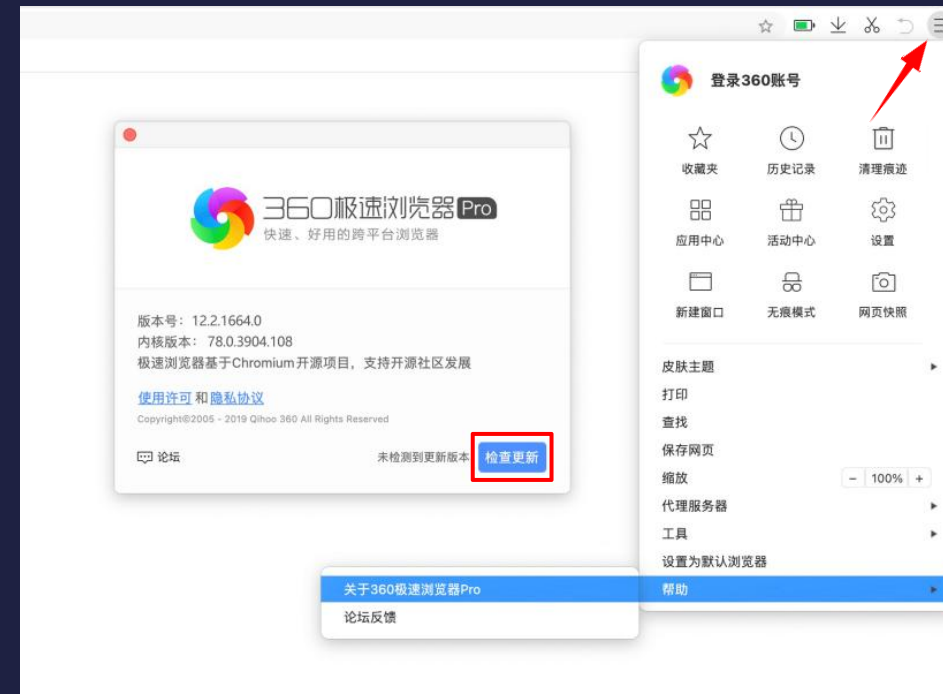 登录360账号
收藏夹 历史记录 清理痕迹
应用中心 活动中心 设置
新建窗口 无痕模式 网页快照
皮肤主题
打印
查找
保存网页
缩放 - 100% +
代理服务器
工具
设置为默认浏览器
帮助
关于360极速浏览器Pro
论坛反馈
360极速浏览器Pro
快速、好用的跨平台浏览器
版本号: 12.2.1664.0
内核版本: 78.0.3904.108
极速浏览器基于Chromium开源项目，支持开源社区发展
使用许可 和 隐私协议
Copyright©2005 - 2019 Qihoo 360 All Rights Reserved
论坛 未检测到更新版本 检查更新